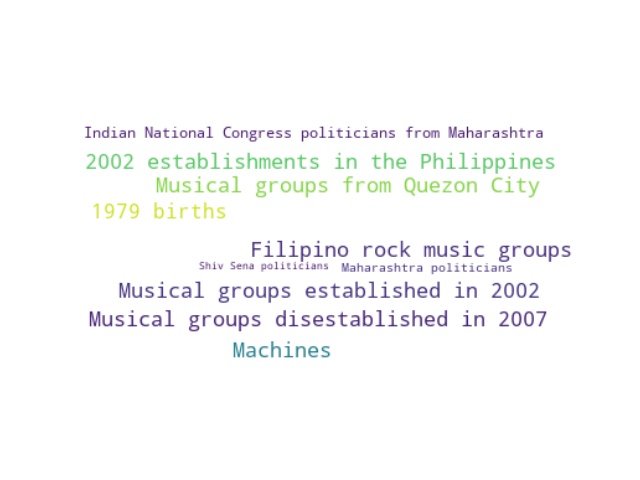 Indian National Congress politicians from Maharashtra
2002 establishments in the Philippines
Musical groups from Quezon City
1979 births
Filipino rock music groups
Shiv Sena politicians Maharashtra politicians
Musical groups established in 2002
Musical groups disestablished in 2007
Machines